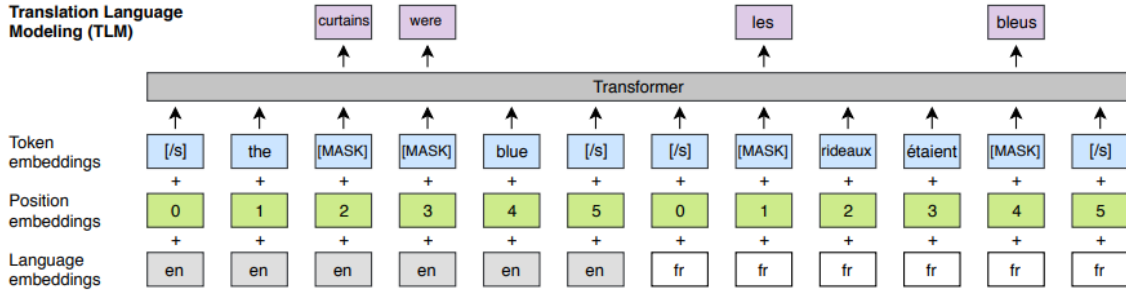 Translation Language
Modeling (TLM)
curtains were les bleus
Transformer
Token
embeddings
[/s] the [MASK] [MASK] blue [/s] [/s] [MASK] rideaux étaient [MASK] [/s]
+ + + + + + + + + + + +
Position
embeddings
0 1 2 3 4 5 0 1 2 3 4 5
+ + + + + + + + + + + +
Language
embeddings
en en en en en en fr fr fr fr fr fr